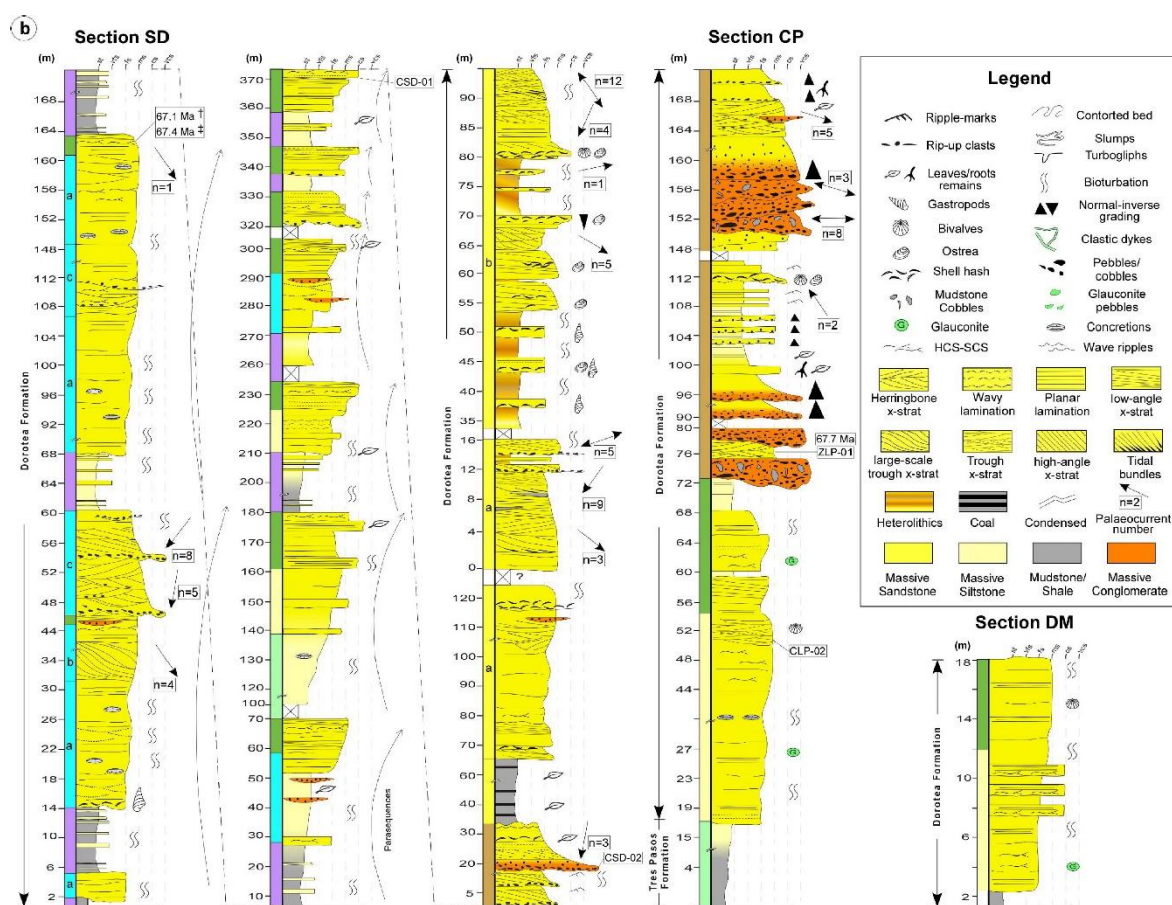 b
Section SD
Section CP
(m)
st
vfs
fs
ms
cs
vcs
168
164
160
156
152
148
112
108
104
100
96
92
68
64
60
56
52
48
44
34
30
26
22
18
14
6
2
67.1 Ma †
67.4 Ma ‡
n=1
n=8
n=5
n=4
a
c
a
c
b
a
a
Dorotea Formation
(m)
370
360
350
340
330
320
300
290
280
270
260
230
220
210
200
180
170
160
150
140
130
120
100
70
60
50
40
30
20
10
CSD-01
Parasequences
(m)
90
80
70
60
50
45
40
16
12
8
4
0
120
100
90
80
70
60
40
30
20
5
n=12
n=4
n=1
n=5
n=5
n=9
n=3
?
n=3
CSD-02
b
a
a
Dorotea Formation
(m)
168
160
156
152
148
112
108
104
100
96
90
80
76
72
68
64
60
56
52
48
44
27
23
19
15
4
n=5
n=3
n=8
n=2
67.7 Ma
ZLP-01
G
CLP-02
G
Dorotea Formation
Tres Pasos
Formation
Legend
Ripple-marks
Contorted bed
Rip-up clasts
Slumps
Turbogliphs
Leaves/roots
remains
Bioturbation
Gastropods
Normal-inverse
grading
Bivalves
Clastic dykes
Ostrea
Pebbles/
cobbles
Shell hash
Mudstone
Cobbles
Glauconite
pebbles
G
Glauconite
Concretions
HCS-SCS
Wave ripples
Herringbone
x-strat
Wavy
lamination
Planar
lamination
low-angle
x-strat
large-scale
trough x-strat
Trough
x-strat
high-angle
x-strat
Tidal
bundles
n=2
Heterolithics
Coal
Condensed
Palaeocurrent
number
Massive
Sandstone
Massive
Siltstone
Mudstone/
Shale
Massive
Conglomerate
Section DM
(m)
18
14
10
6
2
G
Dorotea Formation